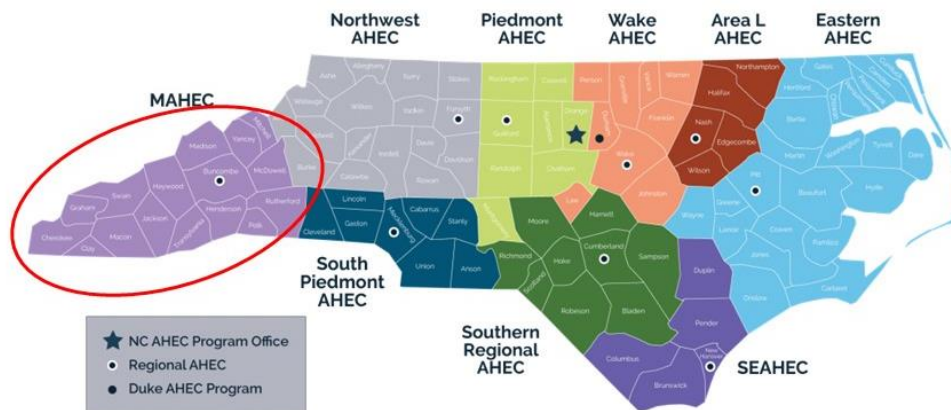 Northwest
AHEC
Piedmont
AHEC
Wake
AHEC
Area L
AHEC
Eastern
AHEC
MAHEC
South
Piedmont
AHEC
Southern
Regional
AHEC
SEAHEC
Ashe
Alleghany
Surry
Stokes
Watauga
Wilkes
Yadkin
Forsyth
Davie
Davidson
Iredell
Rowan
Catawba
Burke
Rockingham
Caswell
Guilford
Orange
Randolph
Chatham
Montgomery
Person
Granville
Vance
Warren
Franklin
Durham
Wake
Johnston
Lee
Northampton
Halifax
Nash
Edgecombe
Wilson
Gates
Hertford
Bertie
Martin
Washington
Tyrrell
Dare
Pitt
Beaufort
Hyde
Greene
Wayne
Lenoir
Craven
Pamlico
Jones
Onslow
Carteret
Madison
Yancey
Mitchell
Buncombe
McDowell
Haywood
Swain
Graham
Jackson
Henderson
Rutherford
Polk
Transylvania
Cherokee
Clay
Macon
Lincoln
Cleveland
Gaston
Mecklenburg
Cabarrus
Stanly
Union
Anson
Moore
Harnett
Richmond
Scotland
Hoke
Cumberland
Sampson
Robeson
Bladen
Duplin
Pender
New
Hanover
Columbus
Brunswick
NC AHEC Program Office
Regional AHEC
Duke AHEC Program